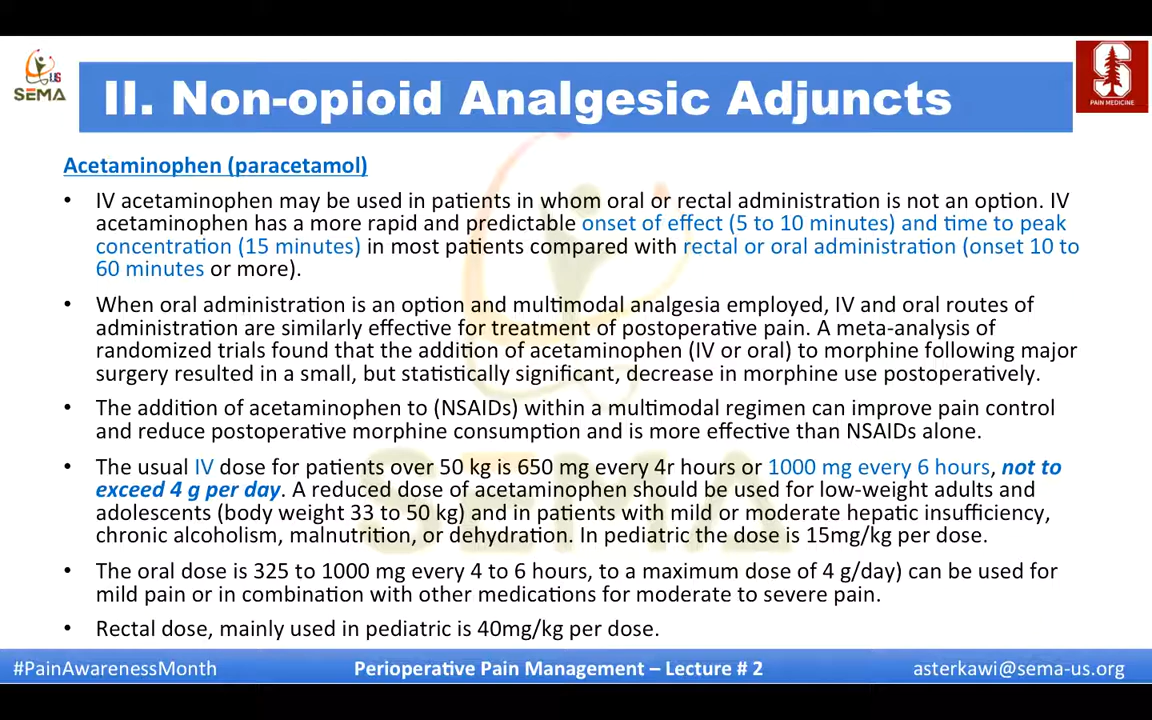 US
SEMA
II. Non-opioid Analgesic Adjuncts
S
PAIN MEDICINE
Acetaminophen (paracetamol)
• IV acetaminophen may be used in patients in whom oral or rectal administration is not an option. IV
acetaminophen has a more rapid and predictable onset of effect (5 to 10 minutes) and time to peak
concentration (15 minutes) in most patients compared with rectal or oral administration (onset 10 to
60 minutes or more).
• When oral administration is an option and multimodal analgesia employed, IV and oral routes of
administration are similarly effective for treatment of postoperative pain. A meta-analysis of
randomized trials found that the addition of acetaminophen (IV or oral) to morphine following major
surgery resulted in a small, but statistically significant, decrease in morphine use postoperatively.
• The addition of acetaminophen to (NSAIDs) within a multimodal regimen can improve pain control
and reduce postoperative morphine consumption and is more effective than NSAIDs alone.
• The usual IV dose for patients over 50 kg is 650 mg every 4r hours or 1000 mg every 6 hours, not to
exceed 4 g per day. A reduced dose of acetaminophen should be used for low-weight adults and
adolescents (body weight 33 to 50 kg) and in patients with mild or moderate hepatic insufficiency,
chronic alcoholism, malnutrition, or dehydration. In pediatric the dose is 15mg/kg per dose.
• The oral dose is 325 to 1000 mg every 4 to 6 hours, to a maximum dose of 4 g/day) can be used for
mild pain or in combination with other medications for moderate to severe pain.
• Rectal dose, mainly used in pediatric is 40mg/kg per dose.
SEMA
#PainAwarenessMonth
Perioperative Pain Management – Lecture # 2
asterkawi@sema-us.org